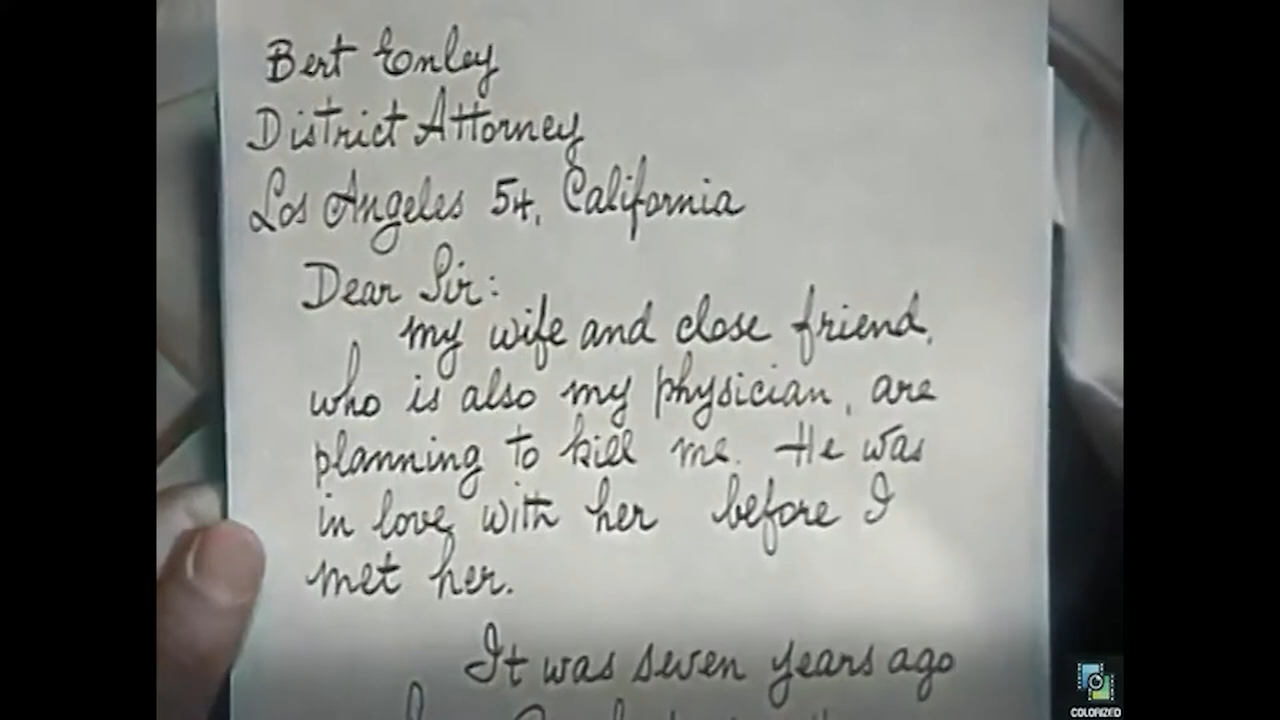 Bert Enley
District Attorney
Los Angeles 54, California
Dear Sir:
my wife and close friend,
who is also my physician, are
planning to kill me. He was
in love with her before I
met her.
It was seven years ago
COLORIZED